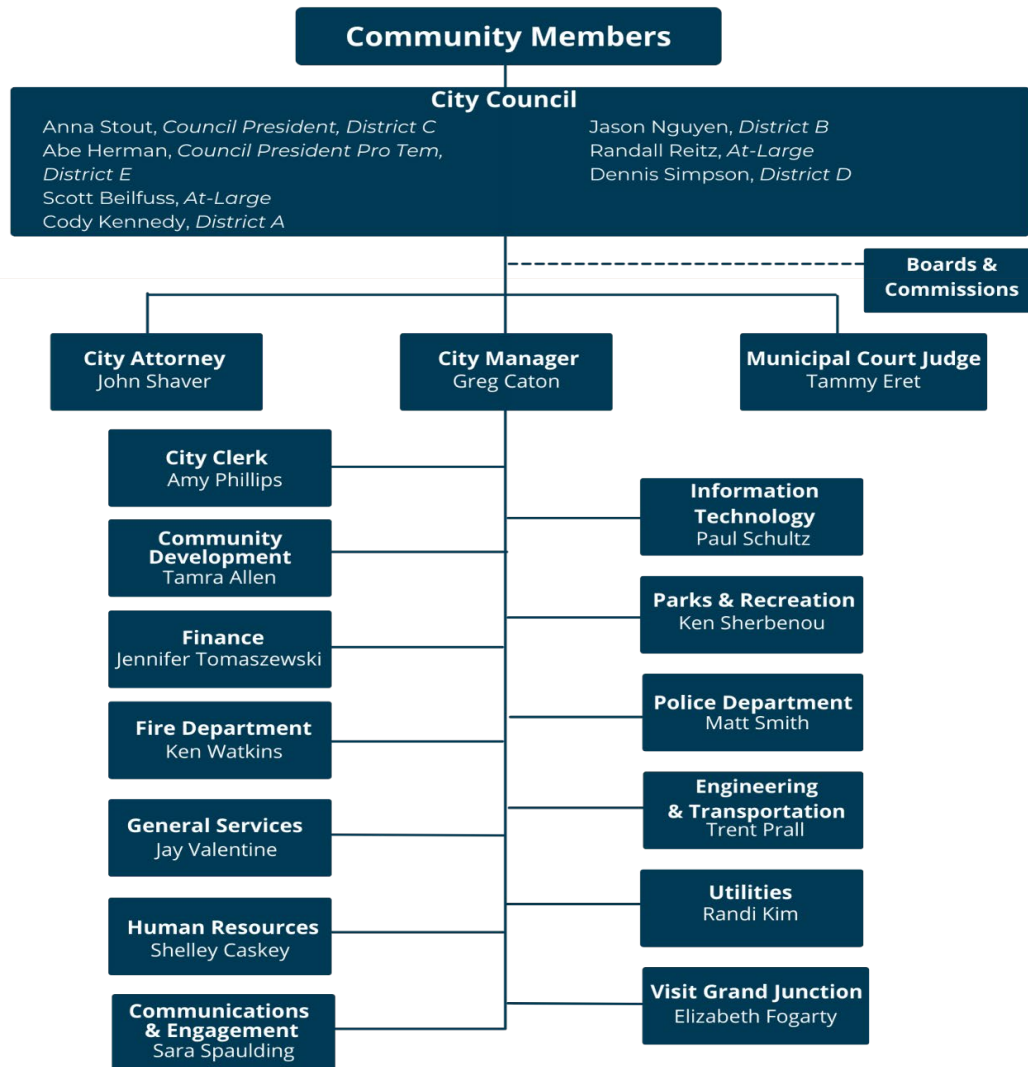 Community Members
City Council
Anna Stout, Council President, District C
Abe Herman, Council President Pro Tem,
District E
Scott Beilfuss, At-Large
Cody Kennedy, District A
Jason Nguyen, District B
Randall Reitz, At-Large
Dennis Simpson, District D
Boards &
Commissions
City Attorney
John Shaver
City Manager
Greg Caton
Municipal Court Judge
Tammy Eret
City Clerk
Amy Phillips
Community
Development
Tamra Allen
Finance
Jennifer Tomaszewski
Fire Department
Ken Watkins
General Services
Jay Valentine
Human Resources
Shelley Caskey
Communications
& Engagement
Sara Spaulding
Information
Technology
Paul Schultz
Parks & Recreation
Ken Sherbenou
Police Department
Matt Smith
Engineering
& Transportation
Trent Prall
Utilities
Randi Kim
Visit Grand Junction
Elizabeth Fogarty